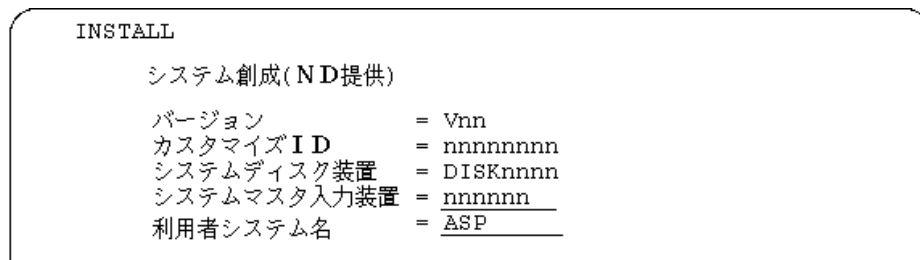 INSTALL
システム創成(ＮＤ提供)
バージョン = Vnn
カスタマイズＩＤ = nnnnnnnn
システムディスク装置 = DISKnnnn
システムマスタ入力装置 = nnnnnn
利用者システム名 = ASP